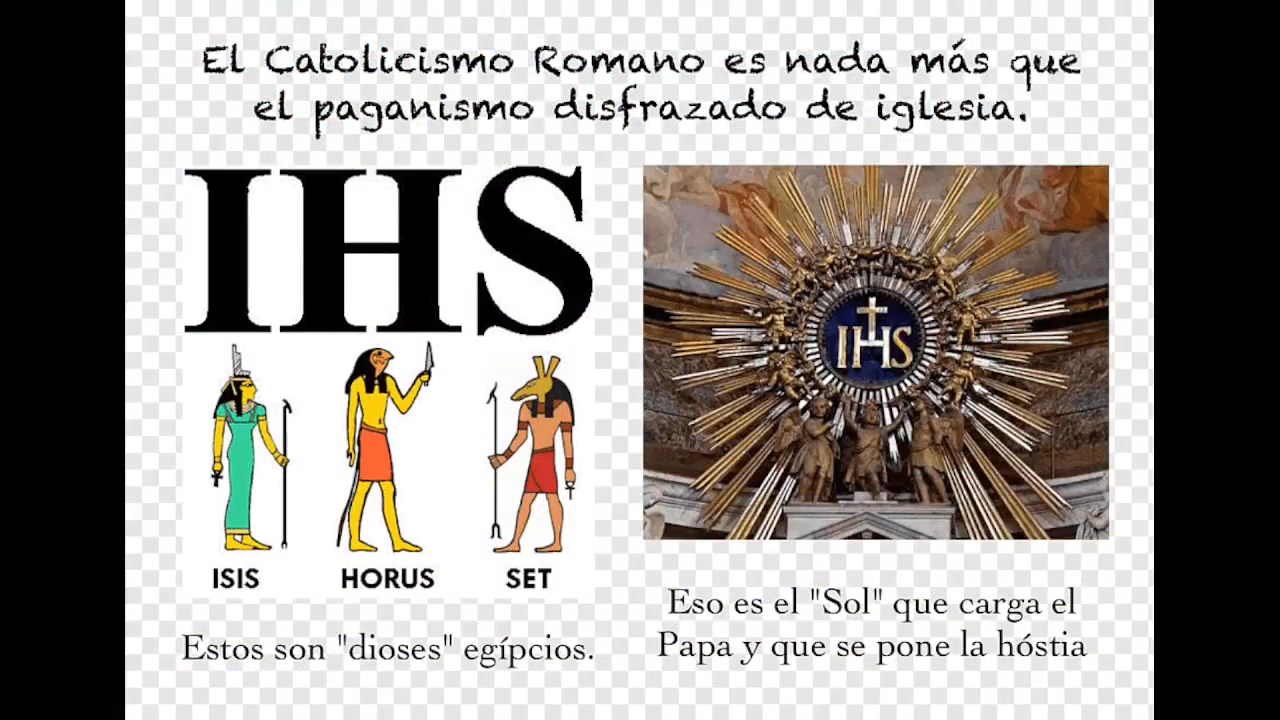 El Catolicismo Romano es nada más que
el paganismo disfrazado de iglesia.
IHS
IHS
ISIS HORUS SET
Estos son "dioses" egípcios.
Eso es el "Sol" que carga el
Papa y que se pone la hóstia